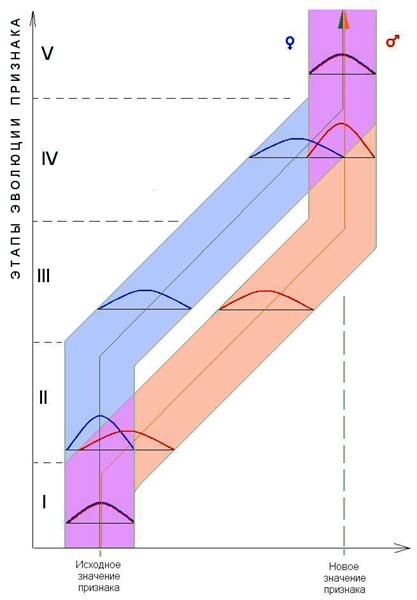 ЭТАПЫ ЭВОЛЮЦИИ ПРИЗНАКА
V
♀
♂
IV
III
II
I
Исходное
значение
признака
Новое
значение
признака